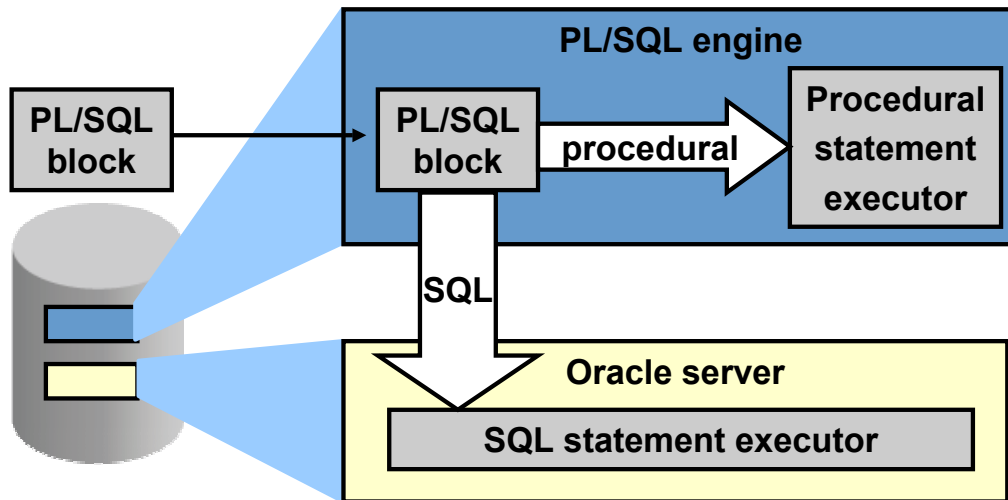 PL/SQL engine
PL/SQL
block
PL/SQL
block
procedural
Procedural
statement
executor
SQL
Oracle server
SQL statement executor